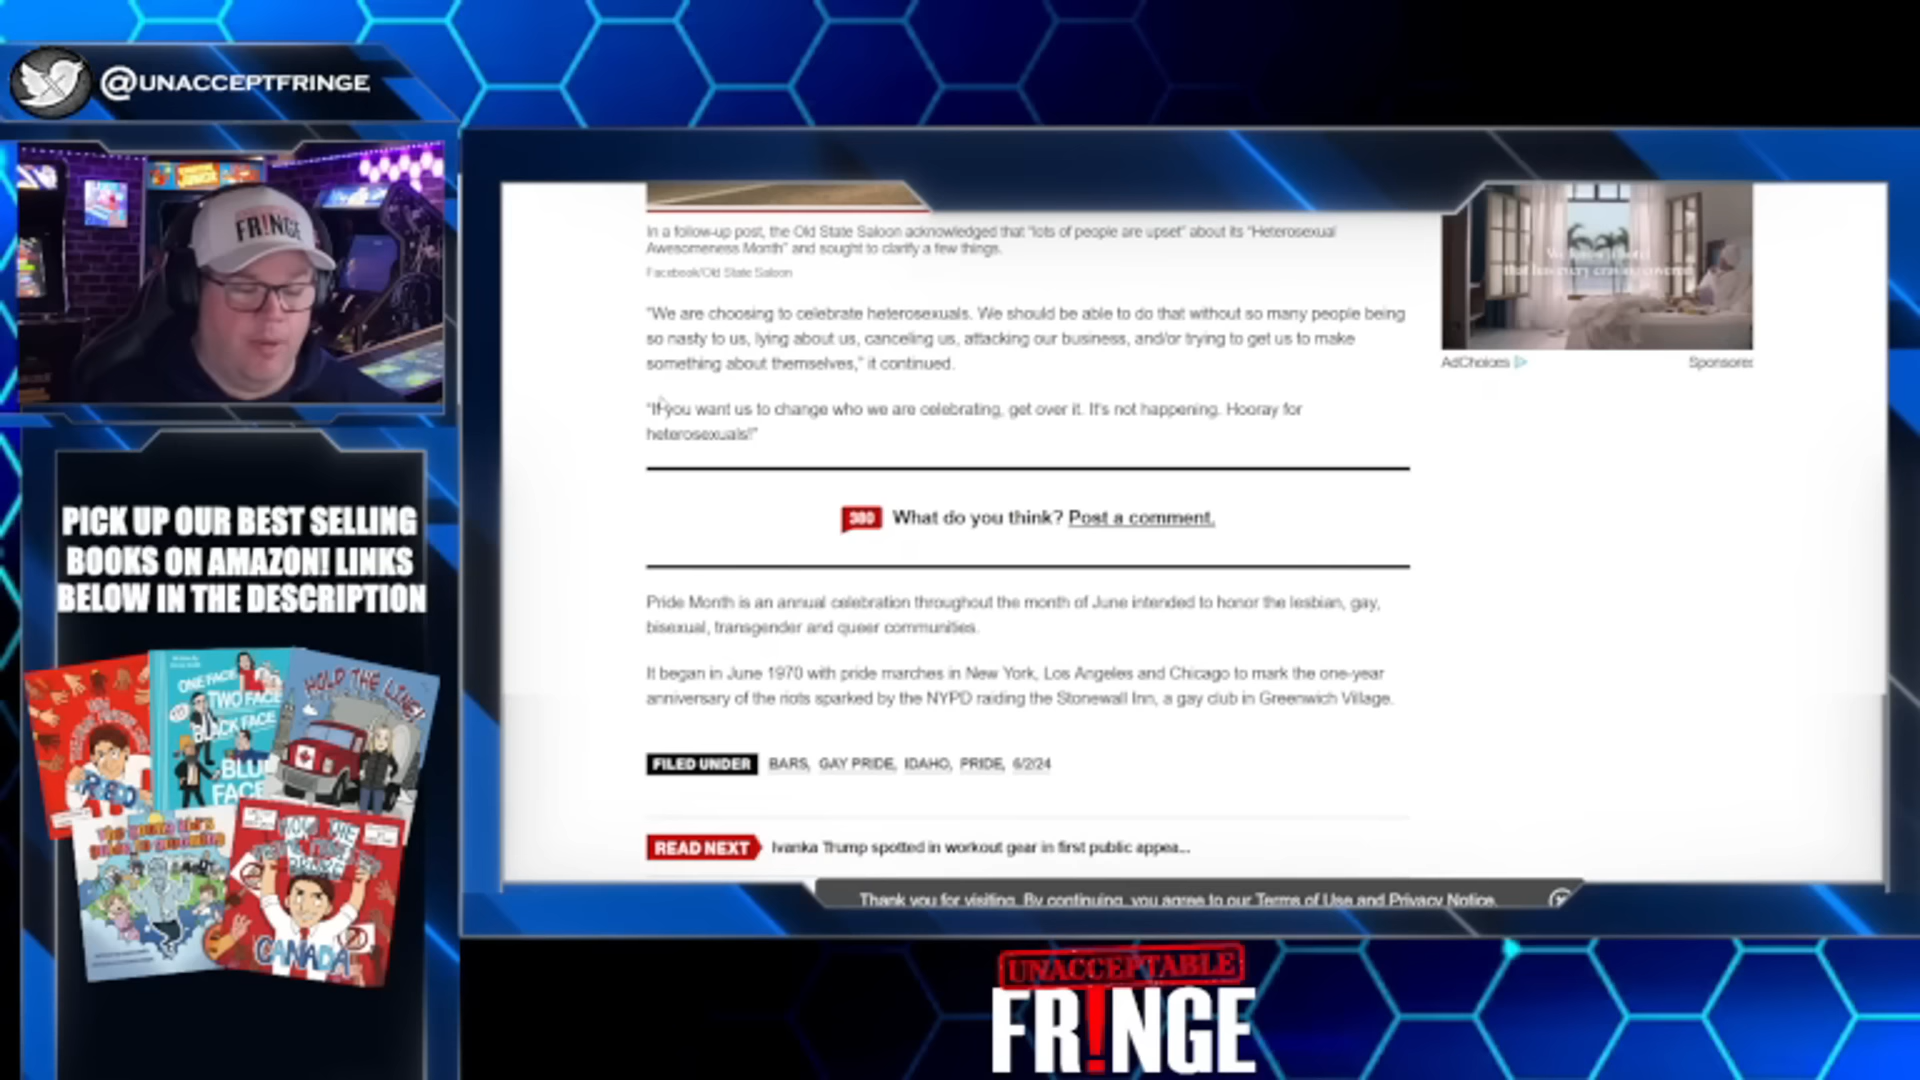 @UNACCEPTFRINGE
FR!NGE
PICK UP OUR BEST SELLING
BOOKS ON AMAZON! LINKS
BELOW IN THE DESCRIPTION
ONE FACE
TWO FACE
BLACK FACE
HOLD THE LINE!
CANADA
In a follow-up post, the Old State Saloon acknowledged that "lots of people are upset" about its "Heterosexual
Awesomeness Month" and sought to clarify a few things.
Facebook/Old State Saloon
"We are choosing to celebrate heterosexuals. We should be able to do that without so many people being
so nasty to us, lying about us, canceling us, attacking our business, and/or trying to get us to make
something about themselves," it continued.
"If you want us to change who we are celebrating, get over it. It's not happening. Hooray for
heterosexuals!"
380 What do you think? Post a comment.
Pride Month is an annual celebration throughout the month of June intended to honor the lesbian, gay,
bisexual, transgender and queer communities.
It began in June 1970 with pride marches in New York, Los Angeles and Chicago to mark the one-year
anniversary of the riots sparked by the NYPD raiding the Stonewall Inn, a gay club in Greenwich Village.
FILED UNDER BARS, GAY PRIDE, IDAHO, PRIDE, 6/2/24
READ NEXT Ivanka Trump spotted in workout gear in first public appea...
Thank you for visiting. By continuing, you agree to our Terms of Use and Privacy Notice.
AdChoices
UNACCEPTABLE
FR!NGE